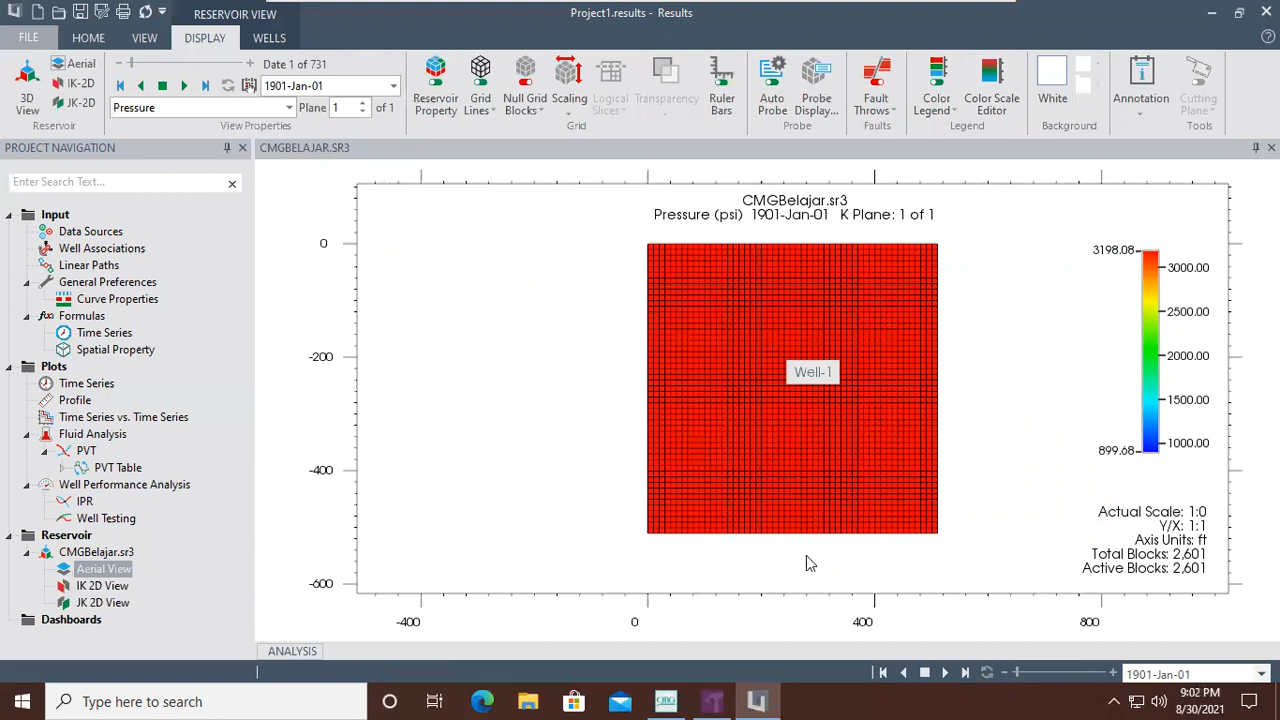 RESERVOIR VIEW
Project1.results - Results
FILE
HOME
VIEW
DISPLAY
WELLS
3D View
Aerial
IK-2D
JK-2D
Reservoir
Date 1 of 731
1901-Jan-01
Pressure
Plane 1 of 1
View Properties
Reservoir Property
Grid Lines
Null Grid Blocks
Scaling
Logical Slices
Transparency
Ruler Bars
Grid
Auto Probe
Probe Display...
Probe
Fault Throws
Faults
Color Legend
Color Scale Editor
Legend
White
Background
Annotation
Cutting Plane
Tools
PROJECT NAVIGATION
Enter Search Text...
Input
Data Sources
Well Associations
Linear Paths
General Preferences
Curve Properties
Formulas
Time Series
Spatial Property
Plots
Time Series
Profile
Time Series vs. Time Series
Fluid Analysis
PVT
PVT Table
Well Performance Analysis
IPR
Well Testing
Reservoir
CMGBelajar.sr3
Aerial View
IK 2D View
JK 2D View
Dashboards
CMGBELAJAR.SR3
CMGBelajar.sr3
Pressure (psi) 1901-Jan-01 K Plane: 1 of 1
0
-200
-400
-600
-400
0
400
800
Well-1
3198.08
3000.00
2500.00
2000.00
1500.00
1000.00
899.68
Actual Scale: 1:0
Y/X: 1:1
Axis Units: ft
Total Blocks: 2,601
Active Blocks: 2,601
ANALYSIS
1901-Jan-01
Type here to search
cmg
9:02 PM
8/30/2021